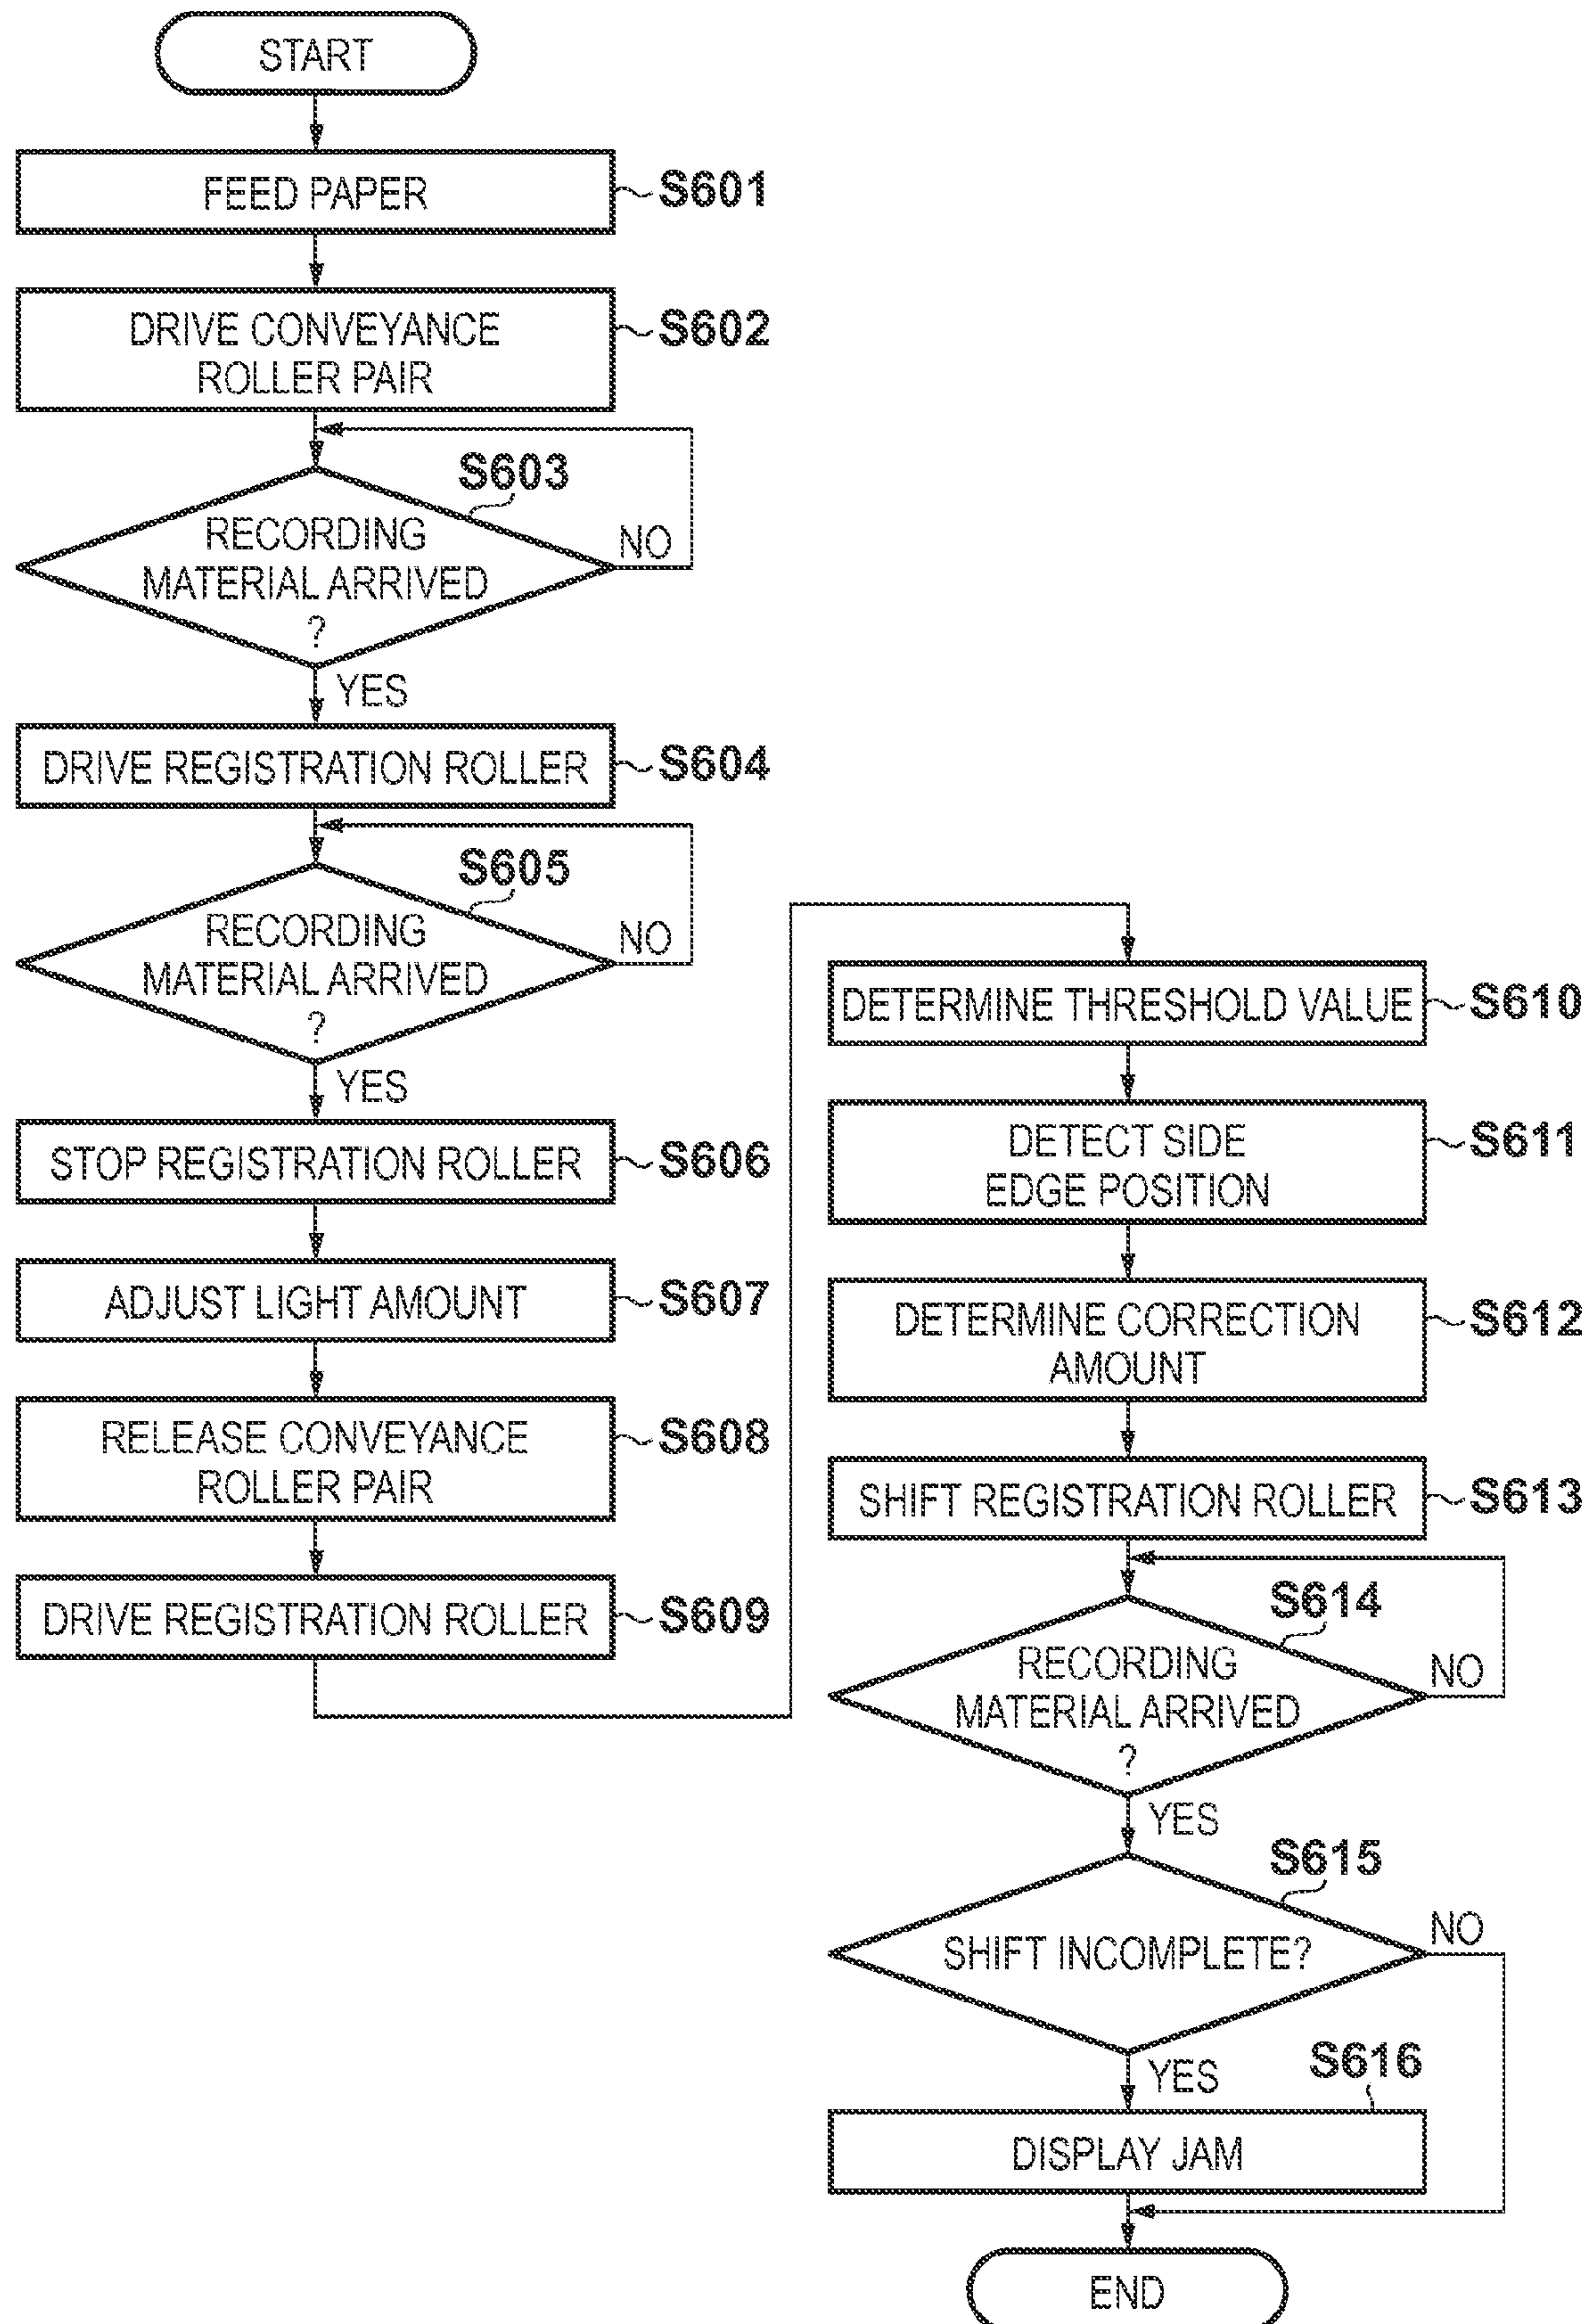 START
FEED PAPER
S601
DRIVE CONVEYANCE
ROLLER PAIR
S602
S603
RECORDING
MATERIAL ARRIVED
?
NO
YES
DRIVE REGISTRATION ROLLER
S604
S605
RECORDING
MATERIAL ARRIVED
?
NO
YES
STOP REGISTRATION ROLLER
S606
ADJUST LIGHT AMOUNT
S607
RELEASE CONVEYANCE
ROLLER PAIR
S608
DRIVE REGISTRATION ROLLER
S609
DETERMINE THRESHOLD VALUE
S610
DETECT SIDE
EDGE POSITION
S611
DETERMINE CORRECTION
AMOUNT
S612
SHIFT REGISTRATION ROLLER
S613
S614
RECORDING
MATERIAL ARRIVED
?
NO
YES
S615
SHIFT INCOMPLETE?
NO
YES
S616
DISPLAY JAM
END